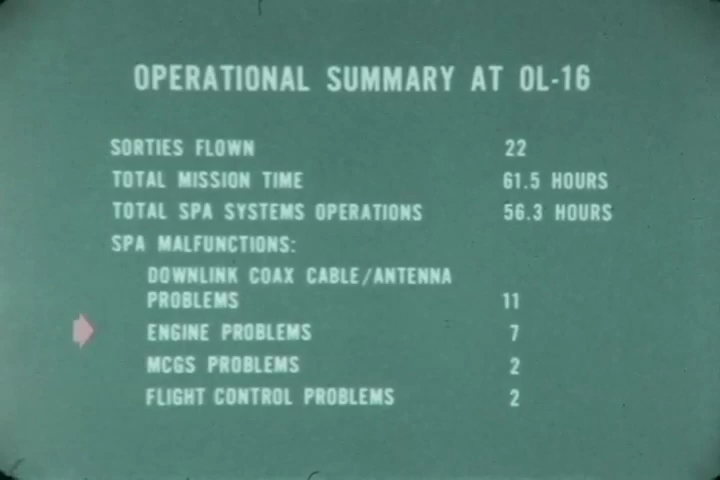 OPERATIONAL SUMMARY AT OL-16
SORTIES FLOWN 22
TOTAL MISSION TIME 61.5 HOURS
TOTAL SPA SYSTEMS OPERATIONS 56.3 HOURS
SPA MALFUNCTIONS:
DOWNLINK COAX CABLE/ANTENNA
PROBLEMS 11
ENGINE PROBLEMS 7
MCGS PROBLEMS 2
FLIGHT CONTROL PROBLEMS 2